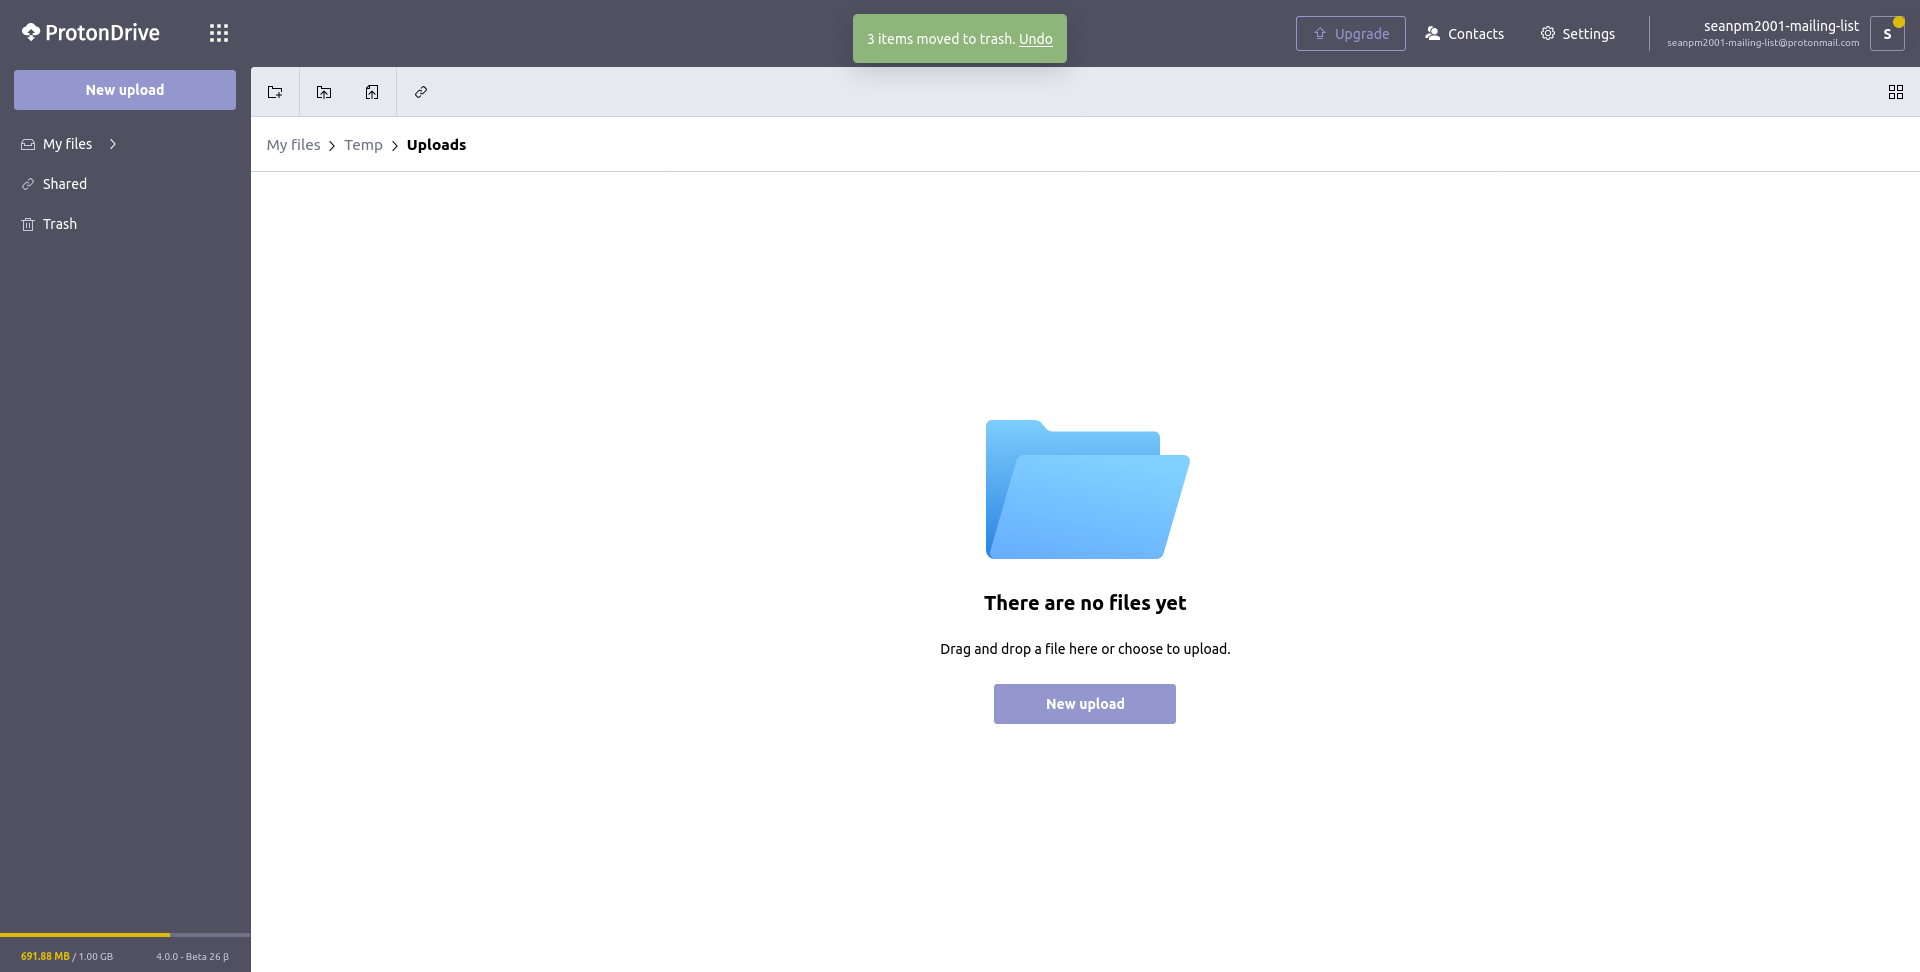 ProtonDrive
3 items moved to trash. Undo
Upgrade
Contacts
Settings
seanpm2001-mailing-list
seanpm2001-mailing-list@protonmail.com
S
New upload
My files
Shared
Trash
My files > Temp > Uploads
There are no files yet
Drag and drop a file here or choose to upload.
New upload
691.88 MB / 1.00 GB
4.0.0 - Beta 26 β